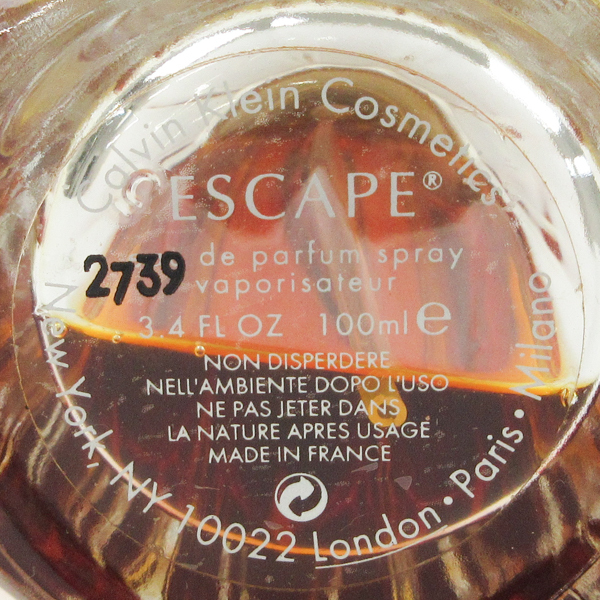 Calvin Klein Cosmetics
ESCAPE®
de parfum spray
vaporisateur
2739
3.4 FL OZ 100ml e
NON DISPERDERE
NELL'AMBIENTE DOPO L'USO
NE PAS JETER DANS
LA NATURE APRES USAGE
MADE IN FRANCE
New York, NY 10022 London • Paris • Milano